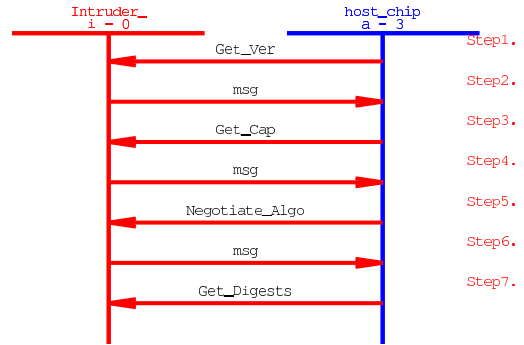 Intruder_
i - 0
host_chip
a - 3
Step1.
Get_Ver
Step2.
msg
Step3.
Get_Cap
Step4.
msg
Step5.
Negotiate_Algo
Step6.
msg
Step7.
Get_Digests